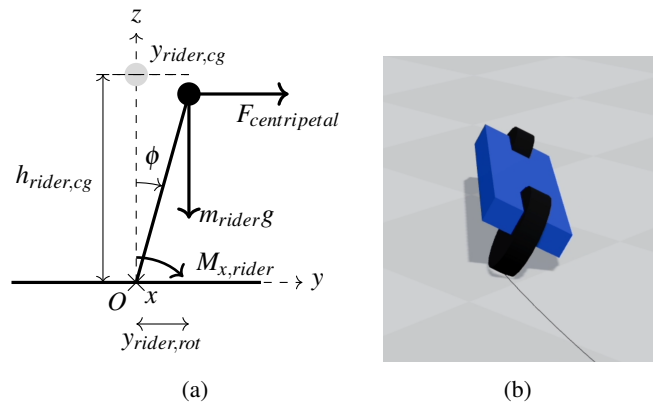 z
y_{rider,cg}
F_{centripetal}
ϕ
h_{rider,cg}
m_{rider}g
M_{x,rider}
y
O x
y_{rider,rot}
(a) (b)